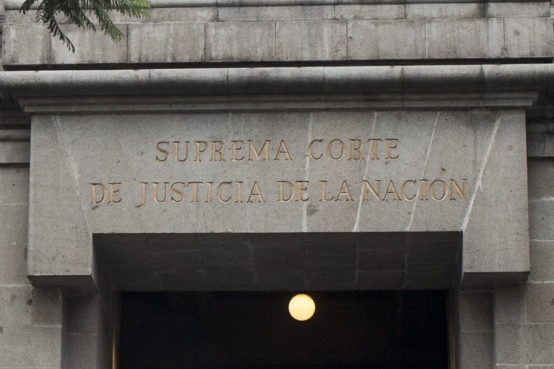 SUPREMA CORTE
DE JUSTICIA DE LA NACIÓN